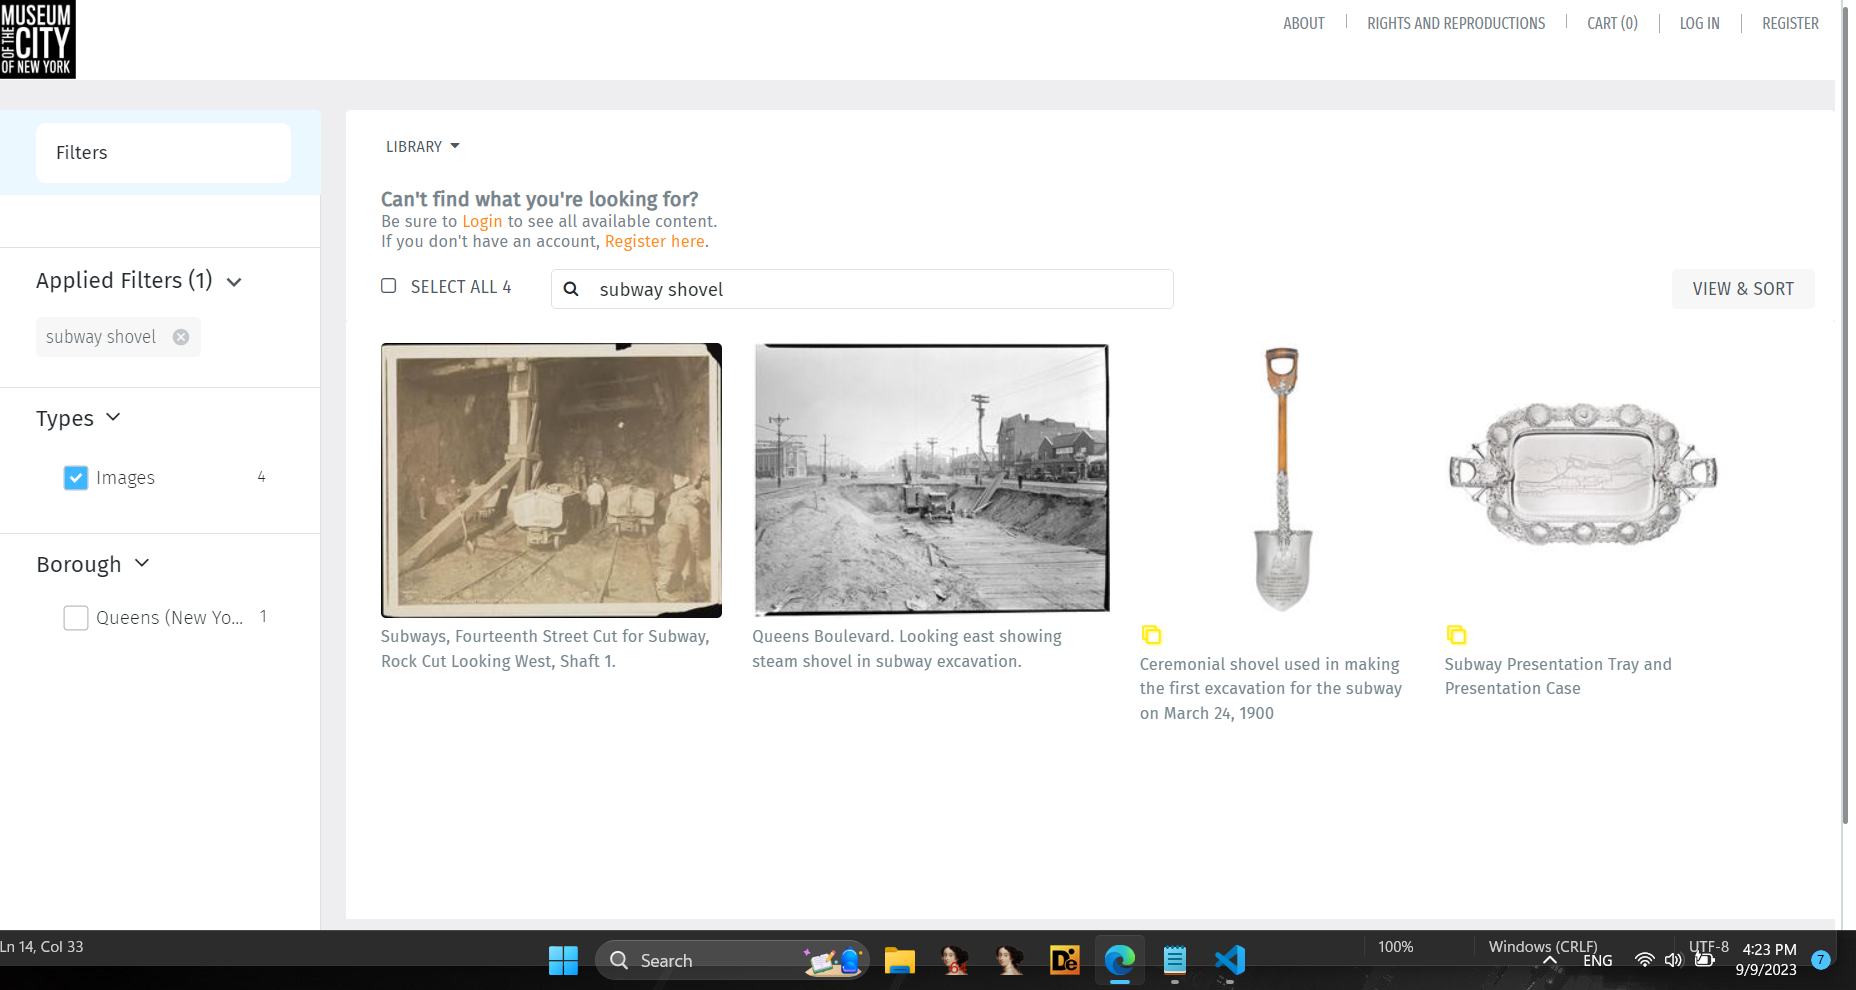 MUSEUM
OF THE CITY
OF NEW YORK
ABOUT
RIGHTS AND REPRODUCTIONS
CART (0)
LOG IN
REGISTER
Filters
Applied Filters (1)
subway shovel
Types
Images 4
Borough
Queens (New Yo... 1
LIBRARY
Can't find what you're looking for?
Be sure to Login to see all available content.
If you don't have an account, Register here.
SELECT ALL 4
subway shovel
VIEW & SORT
Subways, Fourteenth Street Cut for Subway,
Rock Cut Looking West, Shaft 1.
Queens Boulevard. Looking east showing
steam shovel in subway excavation.
Ceremonial shovel used in making
the first excavation for the subway
on March 24, 1900
Subway Presentation Tray and
Presentation Case
Ln 14, Col 33
Search
64
De
100%
Windows (CRLF)
UTF-8
ENG
4:23 PM
9/9/2023
7